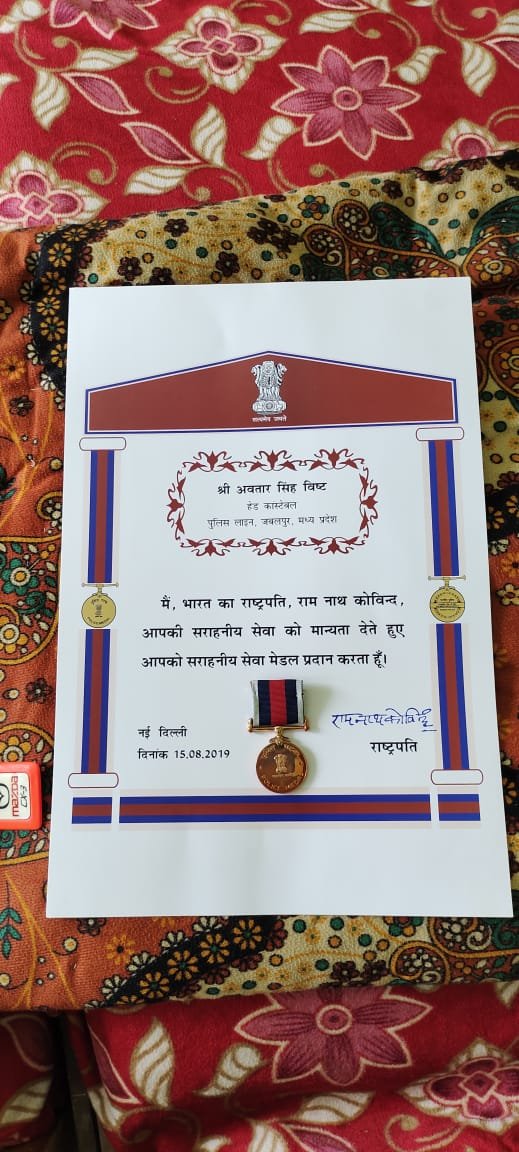 सत्यमेव जयते
श्री अवतार सिंह विष्ट
हेड कास्टेबल
पुलिस लाइन, जबलपुर, मध्य प्रदेश
मैं, भारत का राष्ट्रपति, राम नाथ कोविन्द,
आपकी सराहनीय सेवा को मान्यता देते हुए
आपको सराहनीय सेवा मेडल प्रदान करता हूँ।
राम नाथ कोविन्द
नई दिल्ली
दिनांक 15.08.2019
राष्ट्रपति
mazda